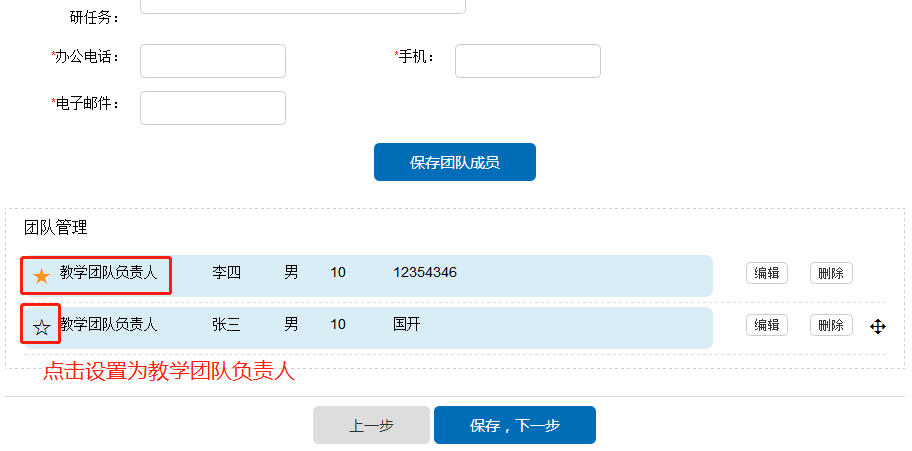 研任务：
*办公电话：
*手机：
*电子邮件：
保存团队成员
团队管理
教学团队负责人 李四 男 10 12354346 编辑 删除
教学团队负责人 张三 男 10 国开 编辑 删除
点击设置为教学团队负责人
上一步 保存，下一步